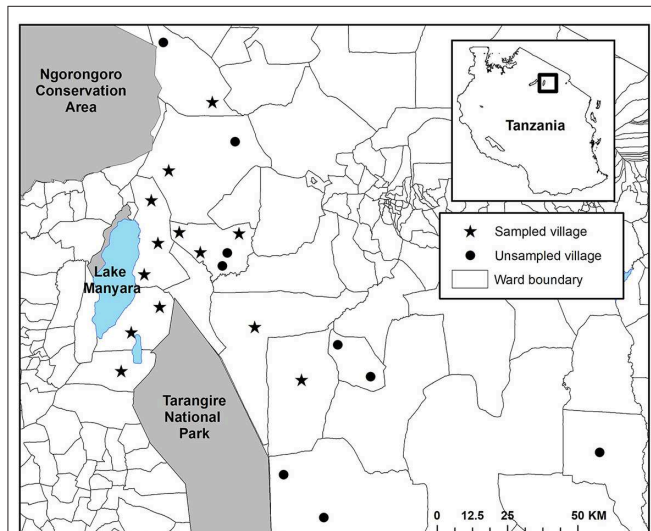 Ngorongoro
Conservation
Area
Tanzania
Sampled village
Unsampled village
Ward boundary
Lake
Manyara
Tarangire
National
Park
0 12.5 25 50 KM